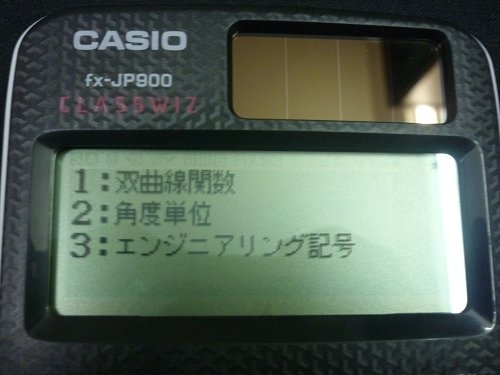 CASIO
fx-JP900
CLASSWIZ
1:双曲線関数
2:角度単位
3:エンジニアリング記号